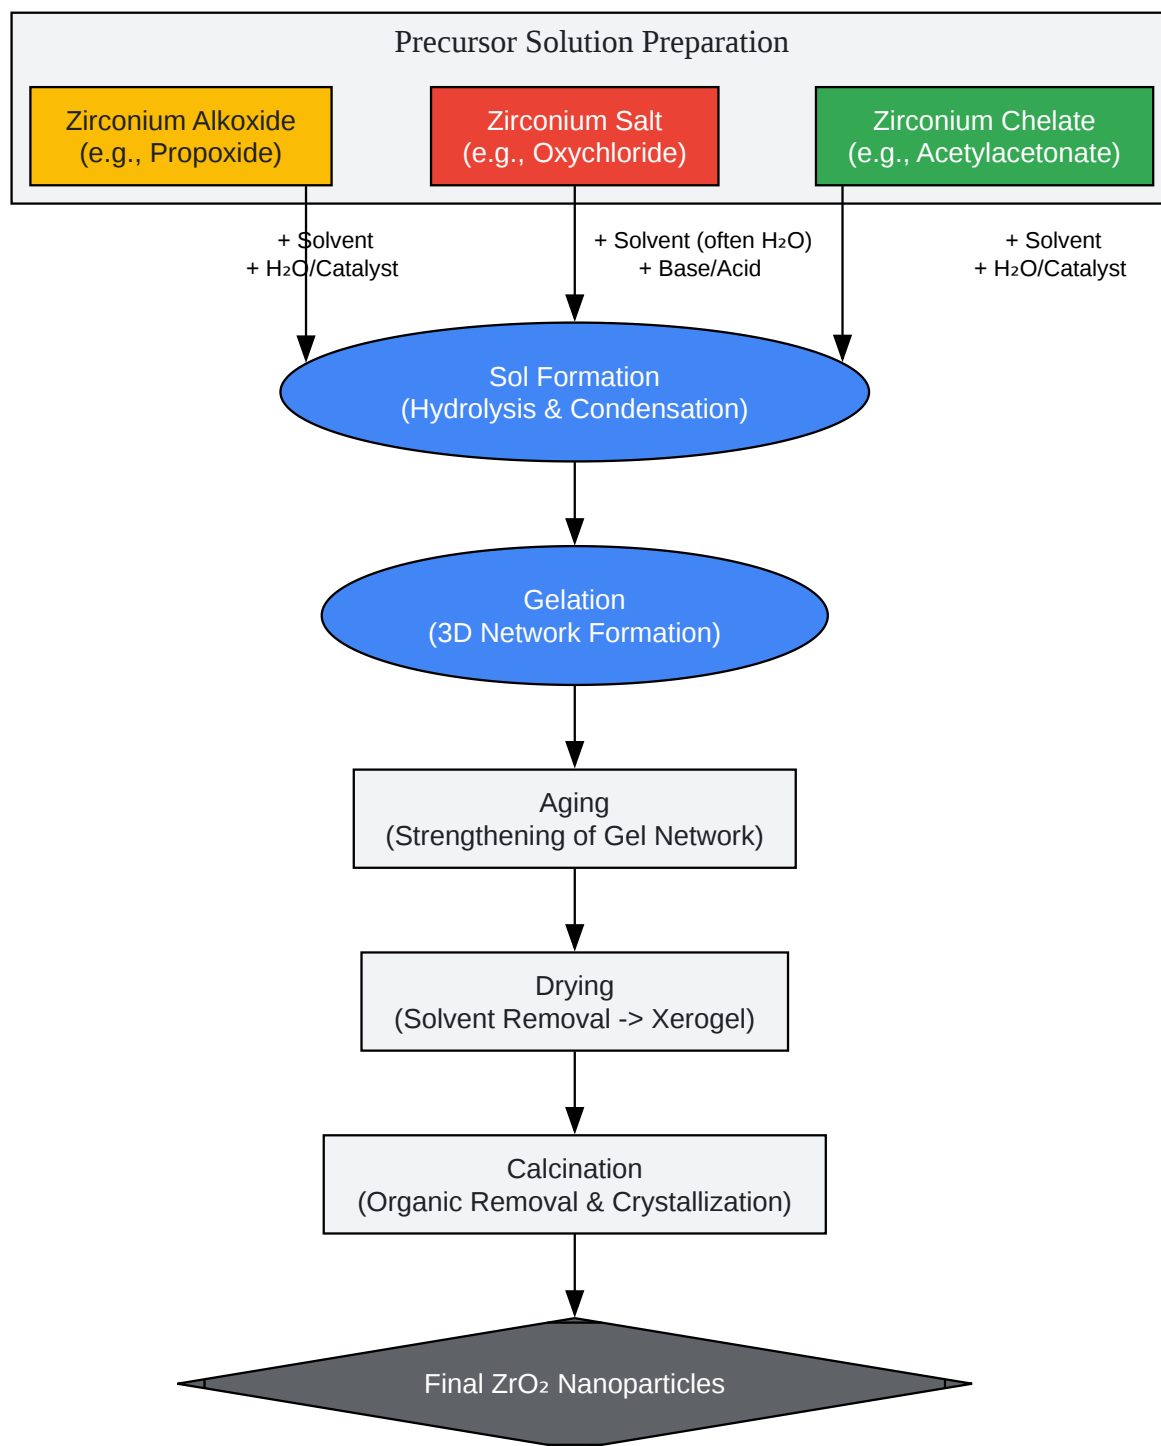 Precursor Solution Preparation
Zirconium Alkoxide
(e.g., Propoxide)
Zirconium Salt
(e.g., Oxychloride)
Zirconium Chelate
(e.g., Acetylacetonate)
+ Solvent
+ H₂O/Catalyst
+ Solvent (often H₂O)
+ Base/Acid
+ Solvent
+ H₂O/Catalyst
Sol Formation
(Hydrolysis & Condensation)
Gelation
(3D Network Formation)
Aging
(Strengthening of Gel Network)
Drying
(Solvent Removal -> Xerogel)
Calcination
(Organic Removal & Crystallization)
Final ZrO₂ Nanoparticles